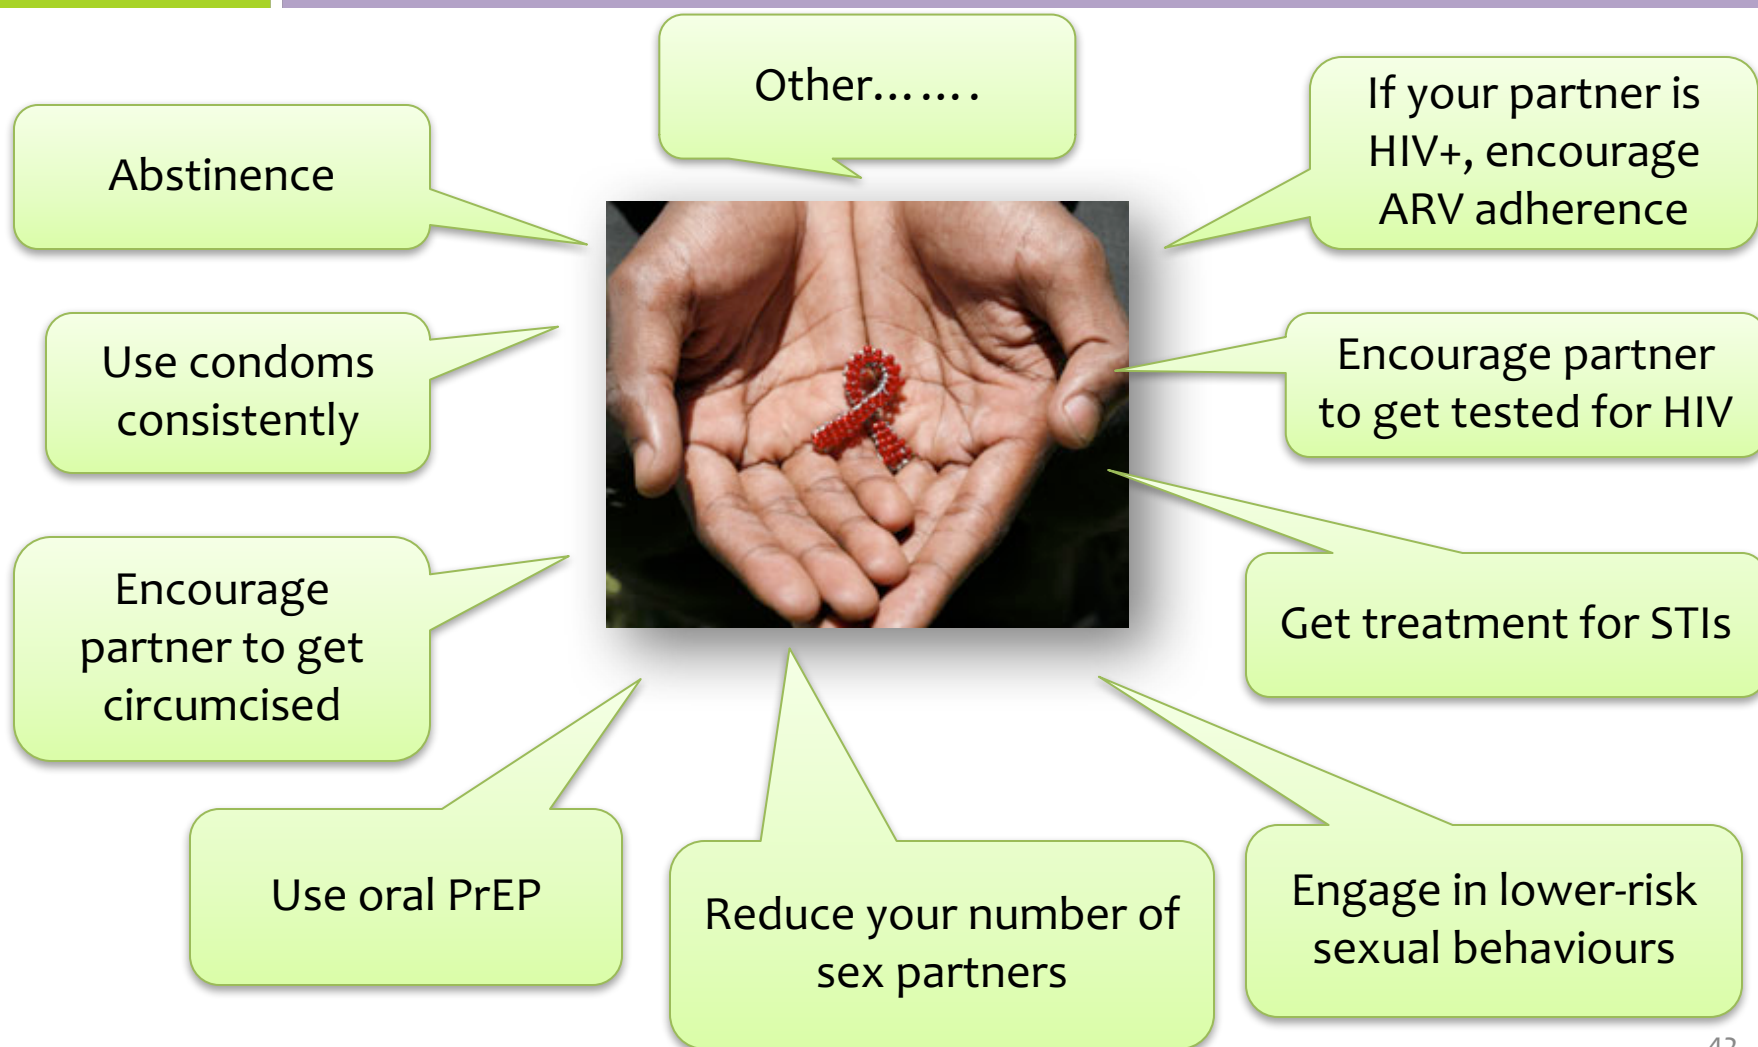 Other…….
Abstinence
If your partner is
HIV+, encourage
ARV adherence
Use condoms
consistently
Encourage partner
to get tested for HIV
Encourage
partner to get
circumcised
Get treatment for STIs
Use oral PrEP
Reduce your number of
sex partners
Engage in lower-risk
sexual behaviours